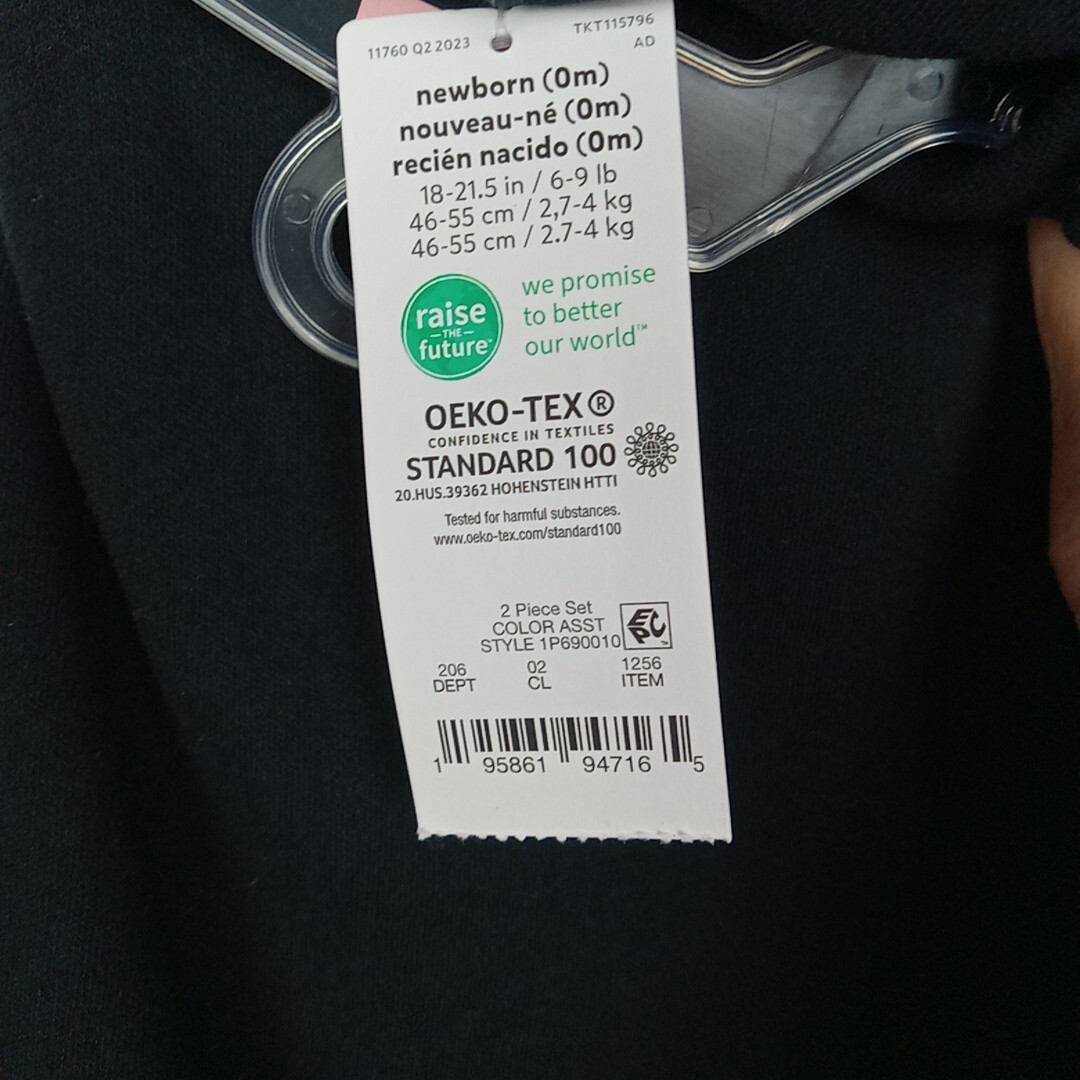 11760 Q2 2023
TKT115796
AD
newborn (0m)
nouveau-né (0m)
recién nacido (0m)
18-21.5 in / 6-9 lb
46-55 cm / 2,7-4 kg
46-55 cm / 2.7-4 kg
raise
—THE—
future™
we promise
to better
our world™
OEKO-TEX®
CONFIDENCE IN TEXTILES
STANDARD 100
20.HUS.39362 HOHENSTEIN HTTI
Tested for harmful substances.
www.oeko-tex.com/standard100
2 Piece Set
COLOR ASST
STYLE 1P690010
EPC™
206 02 1256
DEPT CL ITEM
1 95861 94716 5